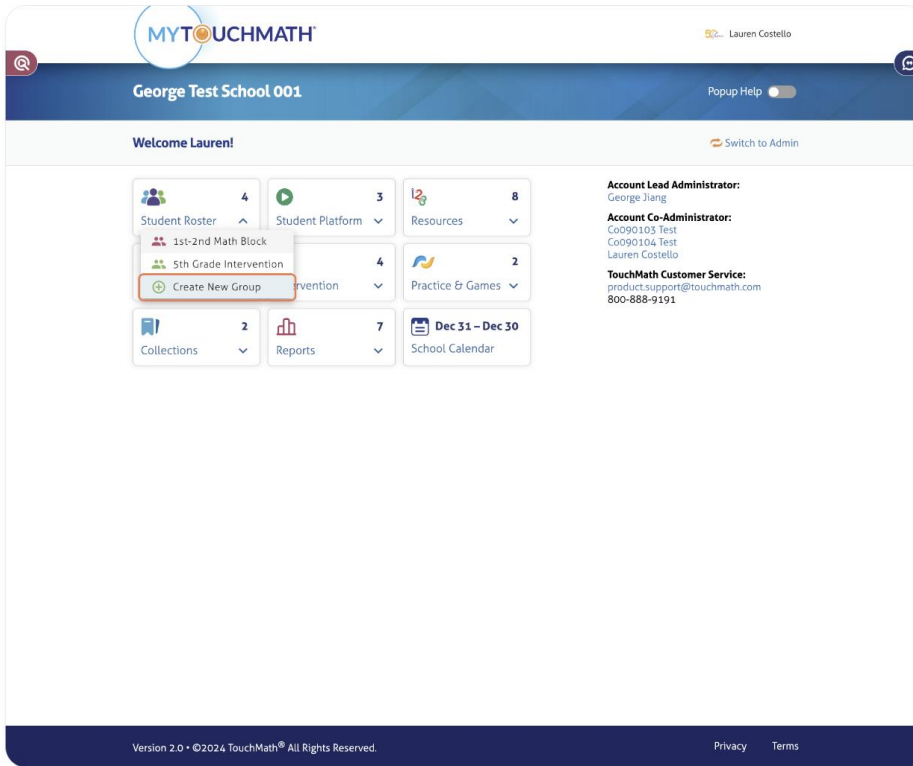 MYTOUCHMATH®
Lauren Costello
George Test School 001
Popup Help
Welcome Lauren!
Switch to Admin
4
Student Roster
3
Student Platform
8
Resources
1st-2nd Math Block
5th Grade Intervention
Create New Group
4
rvention
2
Practice & Games
2
Collections
7
Reports
Dec 31 – Dec 30
School Calendar
Account Lead Administrator:
George Jiang
Account Co-Administrator:
Co090103 Test
Co090104 Test
Lauren Costello
TouchMath Customer Service:
product.support@touchmath.com
800-888-9191
Version 2.0 • ©2024 TouchMath® All Rights Reserved.
Privacy
Terms